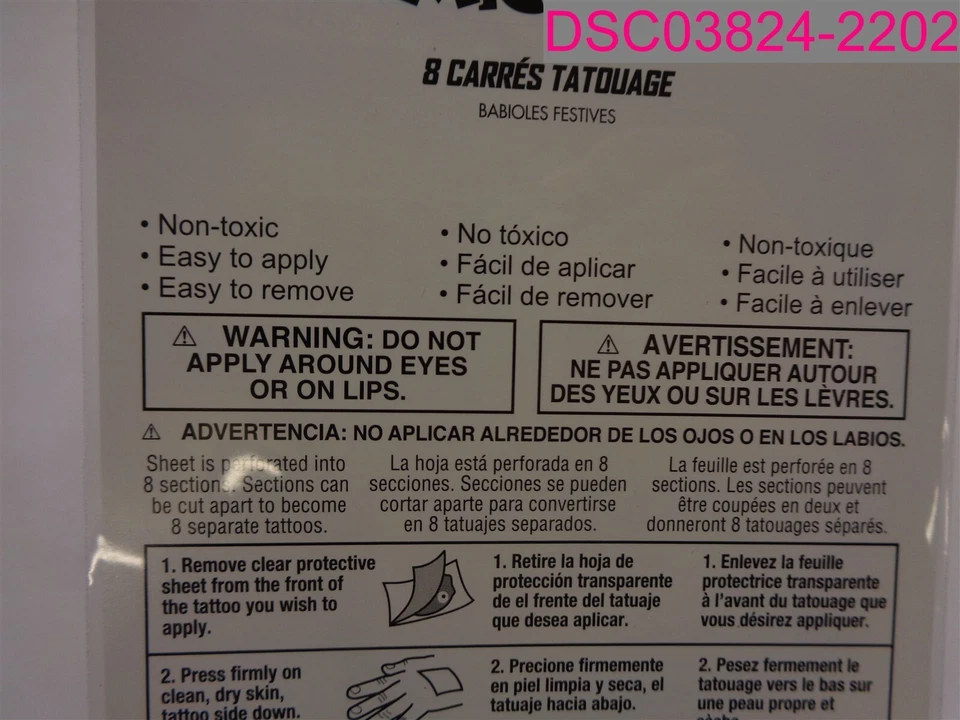 DSC03824-2202
8 CARRÉS TATOUAGE
BABIOLES FESTIVES
• Non-toxic
• Easy to apply
• Easy to remove
• No tóxico
• Fácil de aplicar
• Fácil de remover
• Non-toxique
• Facile à utiliser
• Facile à enlever
⚠ WARNING: DO NOT
APPLY AROUND EYES
OR ON LIPS.
⚠ AVERTISSEMENT:
NE PAS APPLIQUER AUTOUR
DES YEUX OU SUR LES LÈVRES.
⚠ ADVERTENCIA: NO APLICAR ALREDEDOR DE LOS OJOS O EN LOS LABIOS.
Sheet is perforated into
8 sections. Sections can
be cut apart to become
8 separate tattoos.
La hoja está perforada en 8
secciones. Secciones se pueden
cortar aparte para convertirse
en 8 tatuajes separados.
La feuille est perforée en 8
sections. Les sections peuvent
être coupées en deux et
donneront 8 tatouages séparés.
1. Remove clear protective
sheet from the front of
the tattoo you wish to
apply.
1. Retire la hoja de
protección transparente
de el frente del tatuaje
que desea aplicar.
1. Enlevez la feuille
protectrice transparente
à l'avant du tatouage que
vous désirez appliquer.
2. Press firmly on
clean, dry skin,
tattoo side down.
2. Precione firmemente
en piel limpia y seca, el
tatuaje hacia abajo.
2. Pesez fermement le
tatouage vers le bas sur
une peau propre et